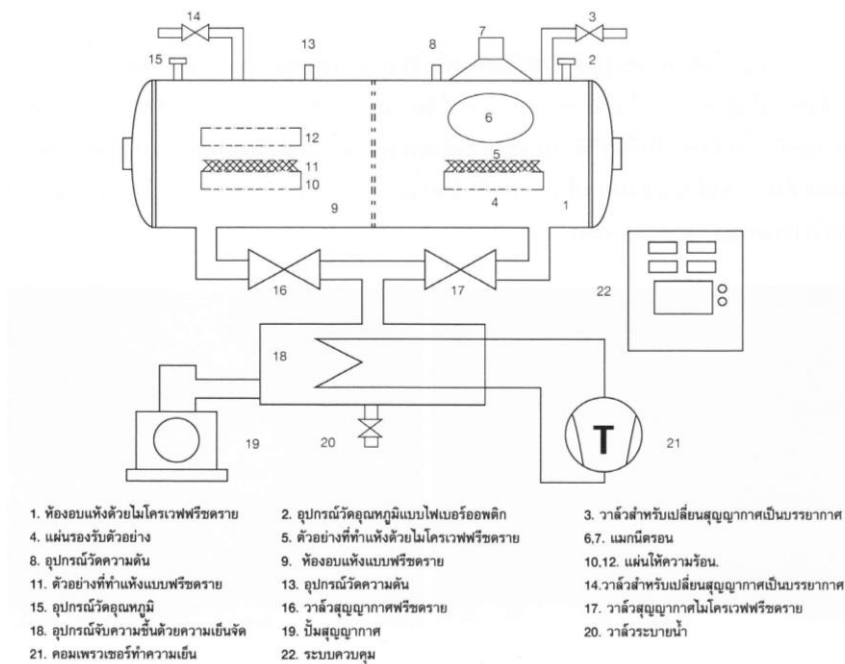 14
7
3
15
13
8
2
6
12
11
5
10
4
9
1
16
17
22
18
T
19
20
21
1. ห้องอบแห้งด้วยไมโครเวฟฟรีซดราย 2. อุปกรณ์วัดอุณหภูมิแบบไฟเบอร์ออพติก 3. วาล์วสำหรับเปลี่ยนสุญญากาศเป็นบรรยากาศ
4. แผ่นรองรับตัวอย่าง 5. ตัวอย่างที่ทำแห้งด้วยไมโครเวฟฟรีซดราย 6,7. แมกนีตรอน
8. อุปกรณ์วัดความดัน 9. ห้องอบแห้งแบบฟรีซดราย 10,12. แผ่นให้ความร้อน.
11. ตัวอย่างที่ทำแห้งแบบฟรีซดราย 13. อุปกรณ์วัดความดัน 14.วาล์วสำหรับเปลี่ยนสุญญากาศเป็นบรรยากาศ
15. อุปกรณ์วัดอุณหภูมิ 16. วาล์วสุญญากาศฟรีซดราย 17. วาล์วสุญญากาศไมโครเวฟฟรีซดราย
18. อุปกรณ์จับความชื้นด้วยความเย็นจัด 19. ปั๊มสุญญากาศ 20. วาล์วระบายน้ำ
21. คอมเพรวเซอร์ทำความเย็น 22. ระบบควบคุม